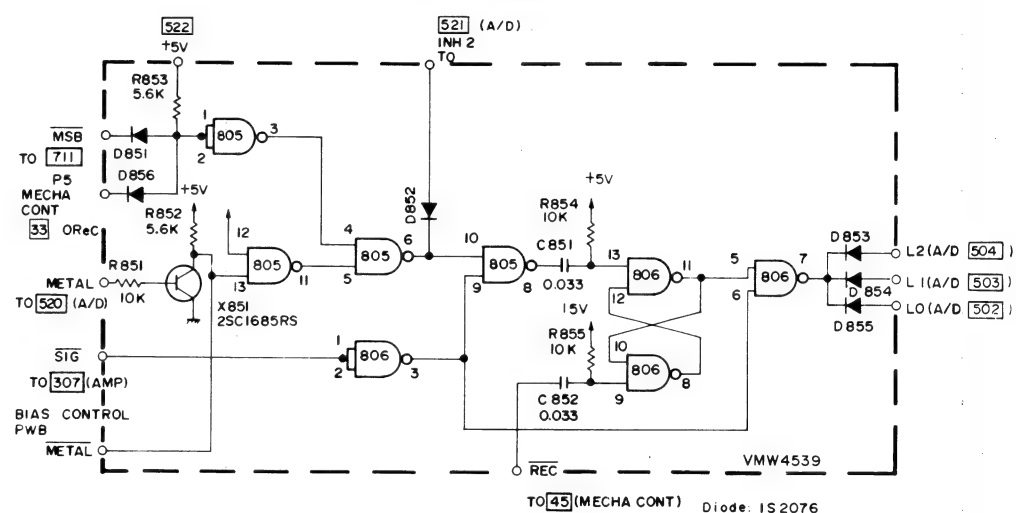 522
+5V
521 (A/D)
INH 2
TO
R853
5.6K
MSB
D851
1
2
805
3
TO 711
P5
MECHA
CONT
33 OReC
D856
+5V
R852
5.6K
12
13
805
11
R851
10K
METAL
TO 520 (A/D)
X851
2SC1685RS
4
5
805
6
D852
10
9
805
8
C851
0.033
+5V
R854
10K
13
12
806
11
5
6
806
7
D853
D854
D855
L2(A/D 504)
L1(A/D 503)
L0(A/D 502)
15V
R855
10K
10
9
806
8
C852
0.033
SIG
1
2
806
3
TO 307 (AMP)
BIAS CONTROL
PWB
METAL
REC
VMW4539
TO 45 (MECHA CONT)
Diode: 1S2076